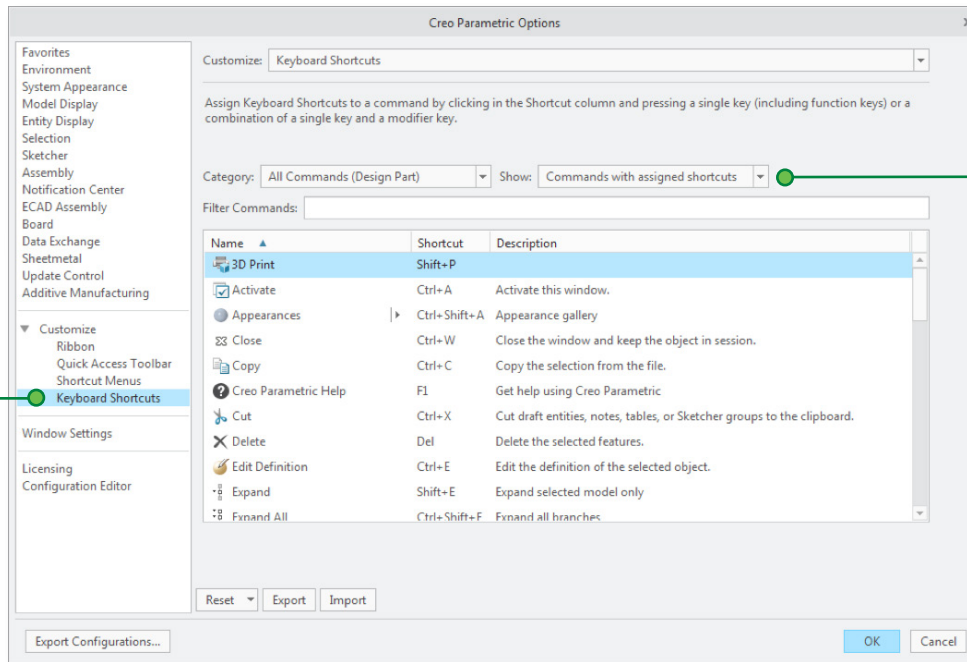 Creo Parametric Options
Favorites
Environment
System Appearance
Model Display
Entity Display
Selection
Sketcher
Assembly
Notification Center
ECAD Assembly
Board
Data Exchange
Sheetmetal
Update Control
Additive Manufacturing
Customize
Ribbon
Quick Access Toolbar
Shortcut Menus
Keyboard Shortcuts
Window Settings
Licensing
Configuration Editor
Customize: Keyboard Shortcuts
Assign Keyboard Shortcuts to a command by clicking in the Shortcut column and pressing a single key (including function keys) or a
combination of a single key and a modifier key.
Category: All Commands (Design Part) Show: Commands with assigned shortcuts
Filter Commands:
Name Shortcut Description
3D Print Shift+P
Activate Ctrl+A Activate this window.
Appearances Ctrl+Shift+A Appearance gallery
Close Ctrl+W Close the window and keep the object in session.
Copy Ctrl+C Copy the selection from the file.
Creo Parametric Help F1 Get help using Creo Parametric
Cut Ctrl+X Cut draft entities, notes, tables, or Sketcher groups to the clipboard.
Delete Del Delete the selected features.
Edit Definition Ctrl+E Edit the definition of the selected object.
Expand Shift+E Expand selected model only
Expand All Ctrl+Shift+E Expand all branches
Reset Export Import
Export Configurations... OK Cancel